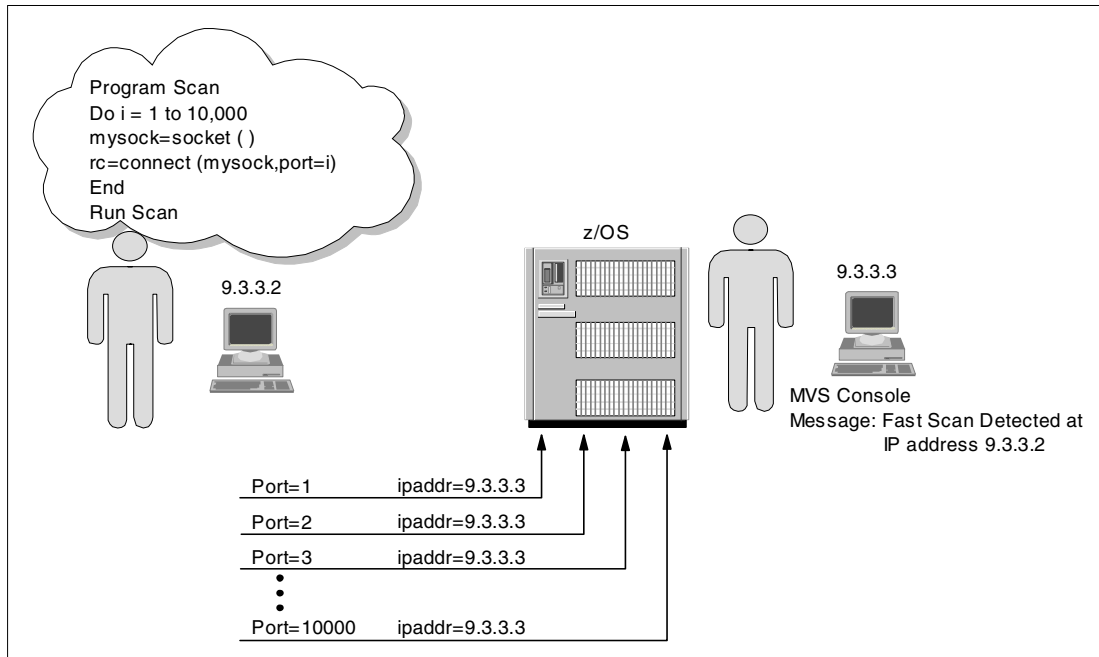 Program Scan
Do i = 1 to 10,000
mysock=socket ( )
rc=connect (mysock,port=i)
End
Run Scan
9.3.3.2
z/OS
9.3.3.3
MVS Console
Message: Fast Scan Detected at
IP address 9.3.3.2
Port=1 ipaddr=9.3.3.3
Port=2 ipaddr=9.3.3.3
Port=3 ipaddr=9.3.3.3
Port=10000 ipaddr=9.3.3.3